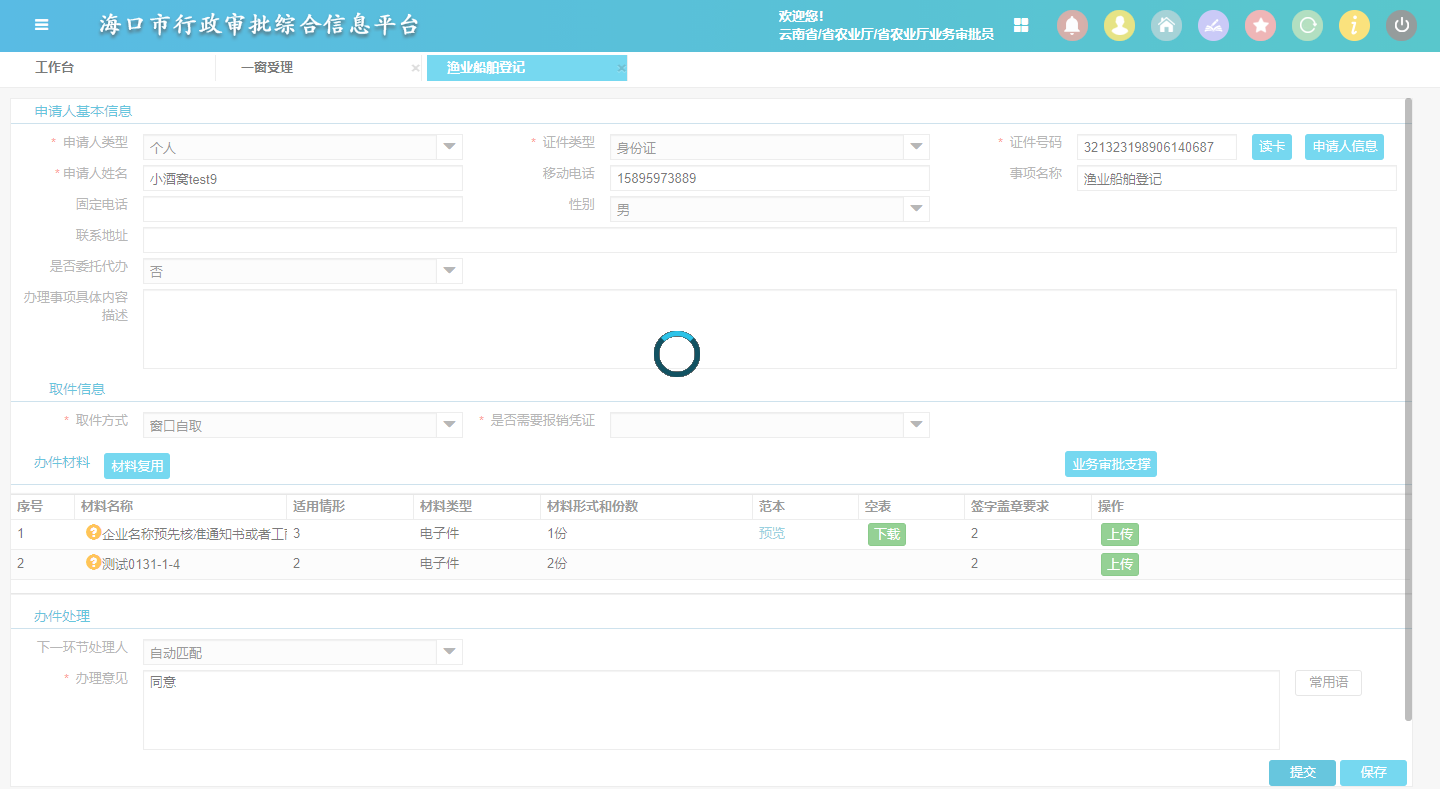 海口市行政审批综合信息平台
欢迎您！
云南省/省农业厅/省农业厅业务审批员
工作台
一窗受理
渔业船舶登记
申请人基本信息
* 申请人类型 个人
* 证件类型 身份证
* 证件号码 321323198906140687 读卡 申请人信息
* 申请人姓名 小酒窝test9
移动电话 15895973889
事项名称 渔业船舶登记
固定电话
性别 男
联系地址
是否委托代办 否
办理事项具体内容
描述
取件信息
* 取件方式 窗口自取
* 是否需要报销凭证
办件材料 材料复用 业务审批支撑
序号 材料名称 适用情形 材料类型 材料形式和份数 范本 空表 签字盖章要求 操作
1 企业名称预先核准通知书或者工商 3 电子件 1份 预览 下载 2 上传
2 测试0131-1-4 2 电子件 2份 2 上传
办件处理
下一环节处理人 自动匹配
* 办理意见 同意
常用语
提交 保存